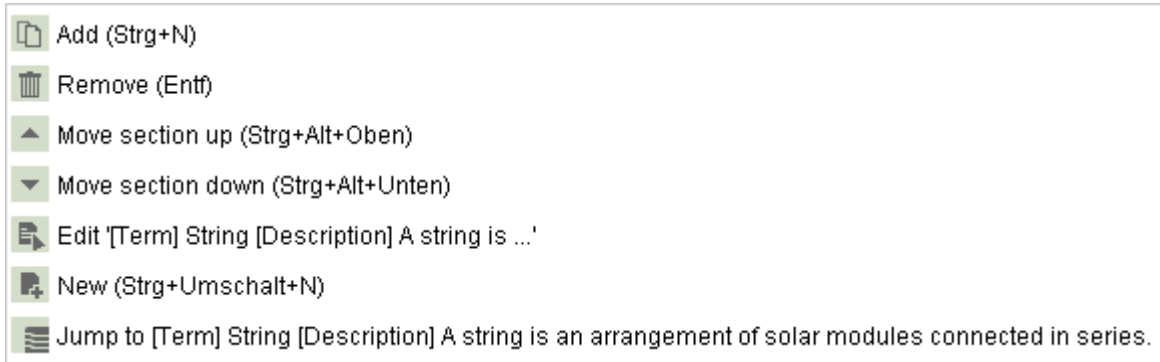 Add (Strg+N)
Remove (Entf)
Move section up (Strg+Alt+Oben)
Move section down (Strg+Alt+Unten)
Edit '[Term] String [Description] A string is ...'
New (Strg+Umschalt+N)
Jump to [Term] String [Description] A string is an arrangement of solar modules connected in series.